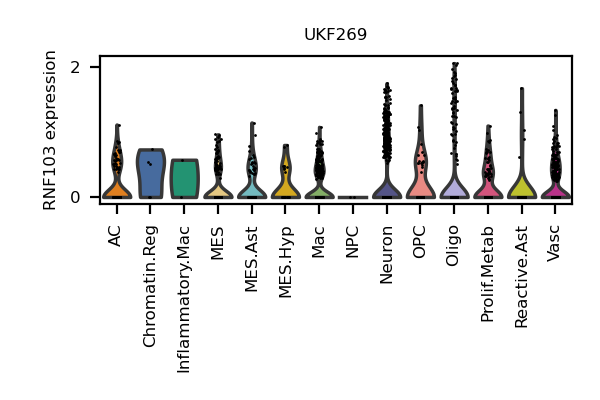 UKF269
RNF103 expression
2
0
AC
Chromatin.Reg
Inflammatory.Mac
MES
MES.Ast
MES.Hyp
Mac
NPC
Neuron
OPC
Oligo
Prolif.Metab
Reactive.Ast
Vasc